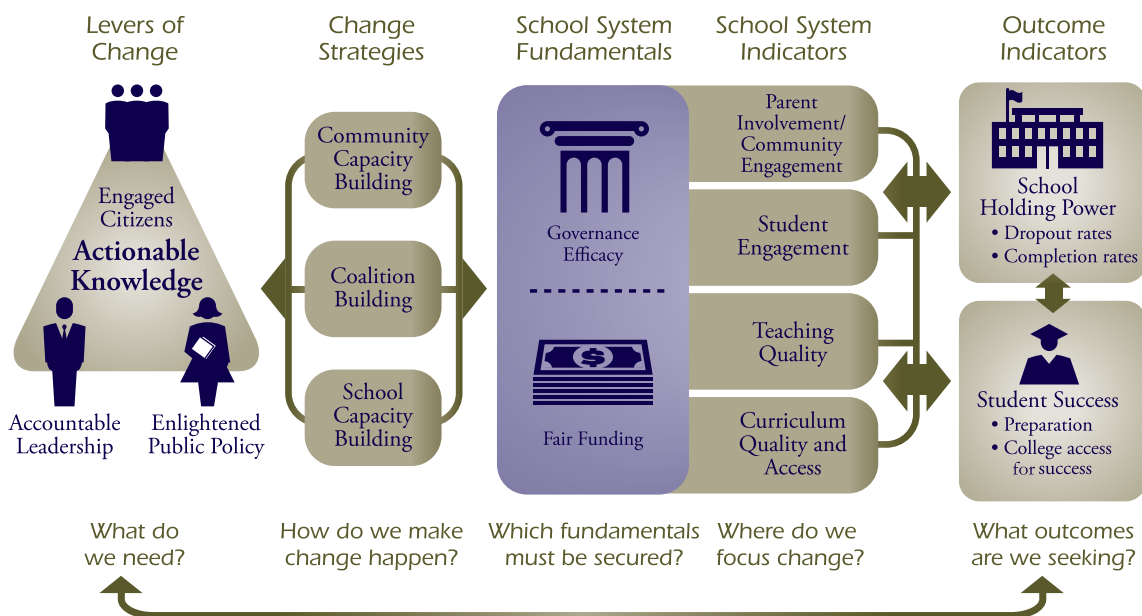 Levers of
Change
Change
Strategies
School System
Fundamentals
School System
Indicators
Outcome
Indicators
Engaged
Citizens
Actionable
Knowledge
Accountable
Leadership
Enlightened
Public Policy
Community
Capacity
Building
Coalition
Building
School
Capacity
Building
Governance
Efficacy
$
Fair Funding
Parent
Involvement/
Community
Engagement
Student
Engagement
Teaching
Quality
Curriculum
Quality and
Access
School
Holding Power
• Dropout rates
• Completion rates
Student Success
• Preparation
• College access
for success
What do
we need?
How do we make
change happen?
Which fundamentals
must be secured?
Where do we
focus change?
What outcomes
are we seeking?